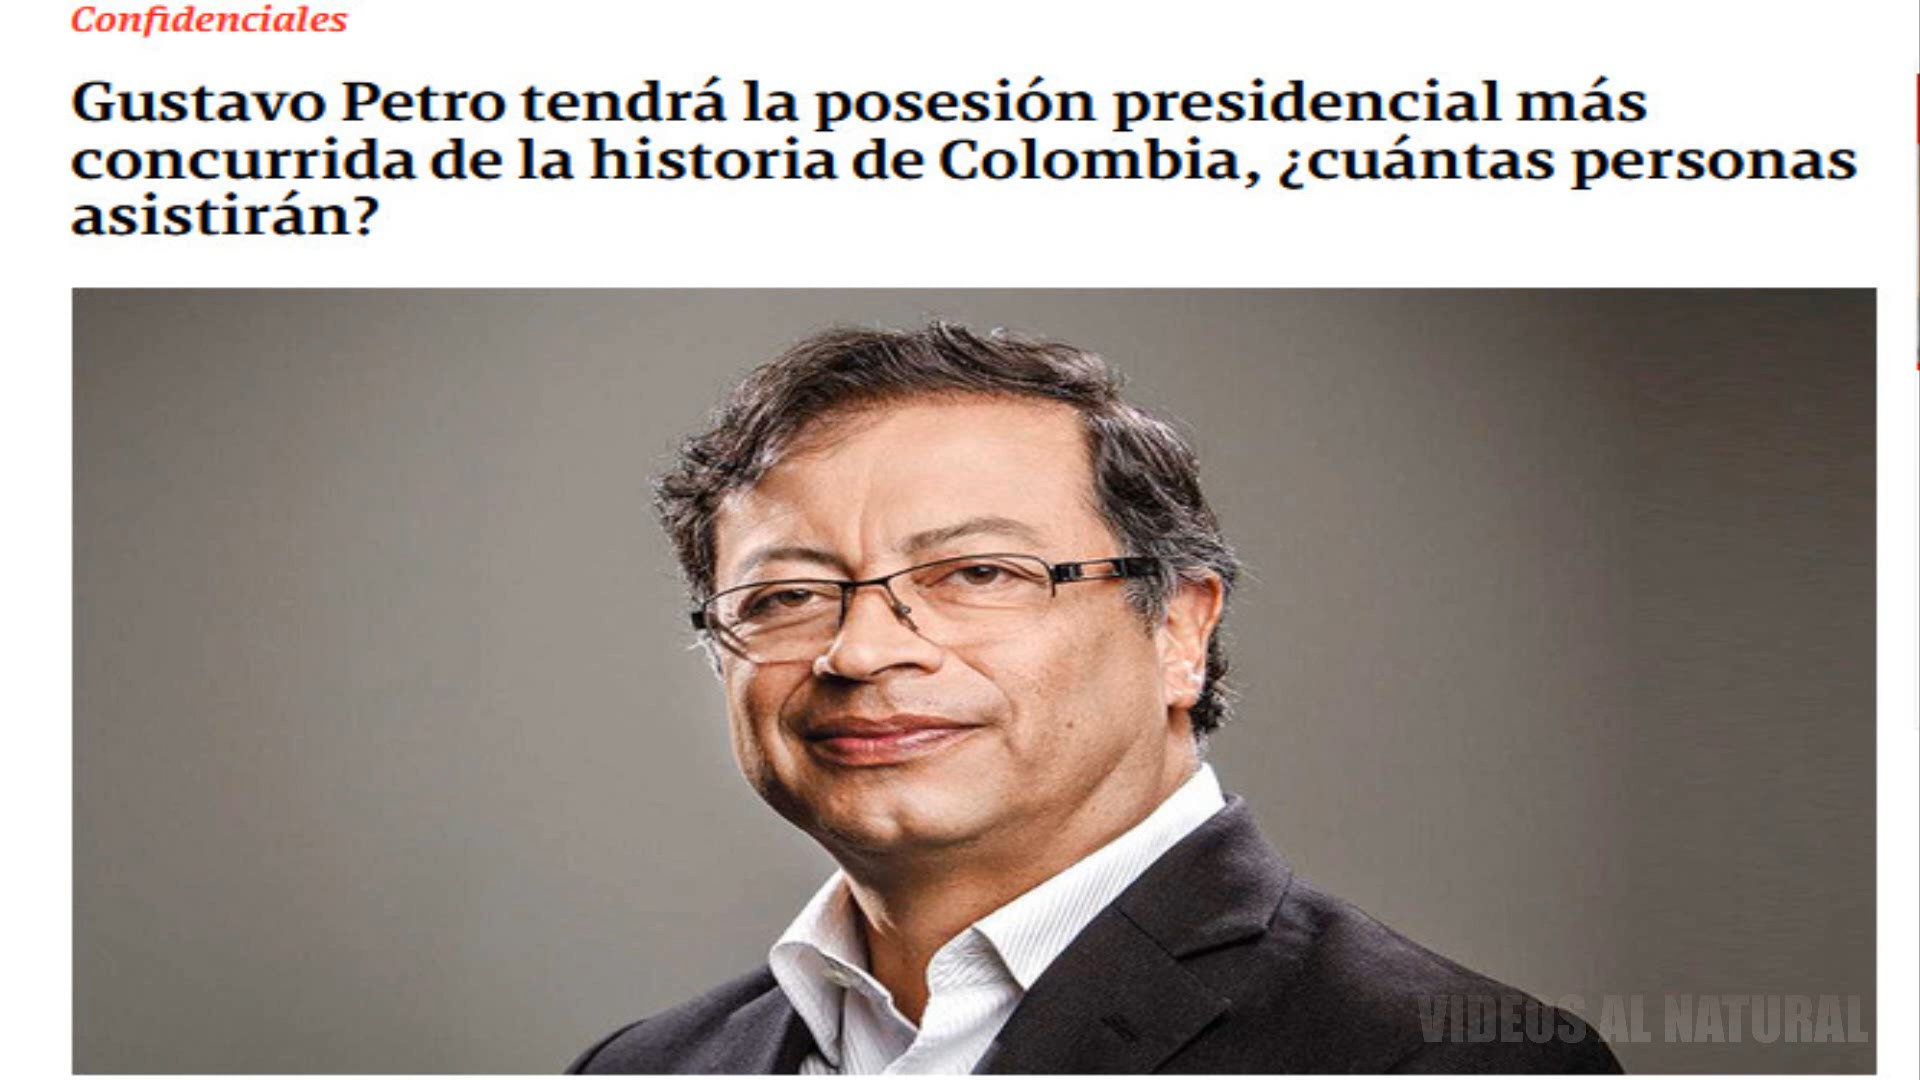 Confidenciales
Gustavo Petro tendrá la posesión presidencial más
concurrida de la historia de Colombia, ¿cuántas personas
asistirán?
VIDEOS AL NATURAL